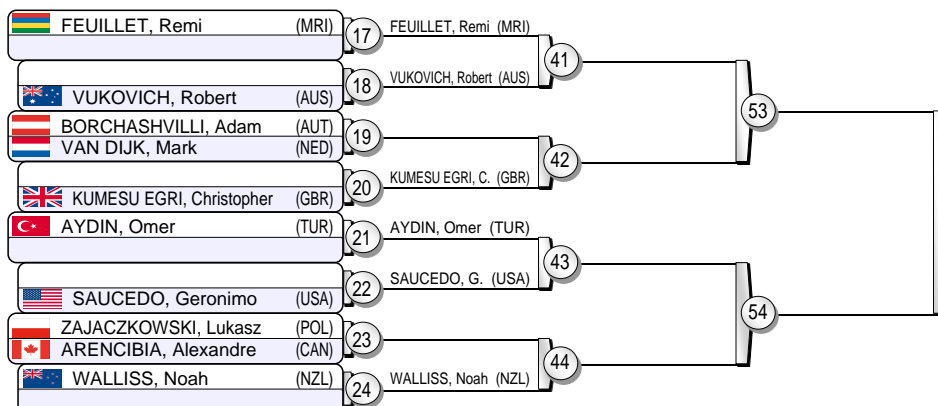 FEUILLET, Remi (MRI) 17 FEUILLET, Remi (MRI)
41
18 VUKOVICH, Robert (AUS)
VUKOVICH, Robert (AUS)
53
BORCHASHVILLI, Adam (AUT) 19
VAN DIJK, Mark (NED)
42
20 KUMESU EGRI, C. (GBR)
KUMESU EGRI, Christopher (GBR)
AYDIN, Omer (TUR) 21 AYDIN, Omer (TUR)
43
22 SAUCEDO, G. (USA)
SAUCEDO, Geronimo (USA)
54
ZAJACZKOWSKI, Lukasz (POL) 23
ARENCIBIA, Alexandre (CAN)
44
WALLISS, Noah (NZL) 24 WALLISS, Noah (NZL)